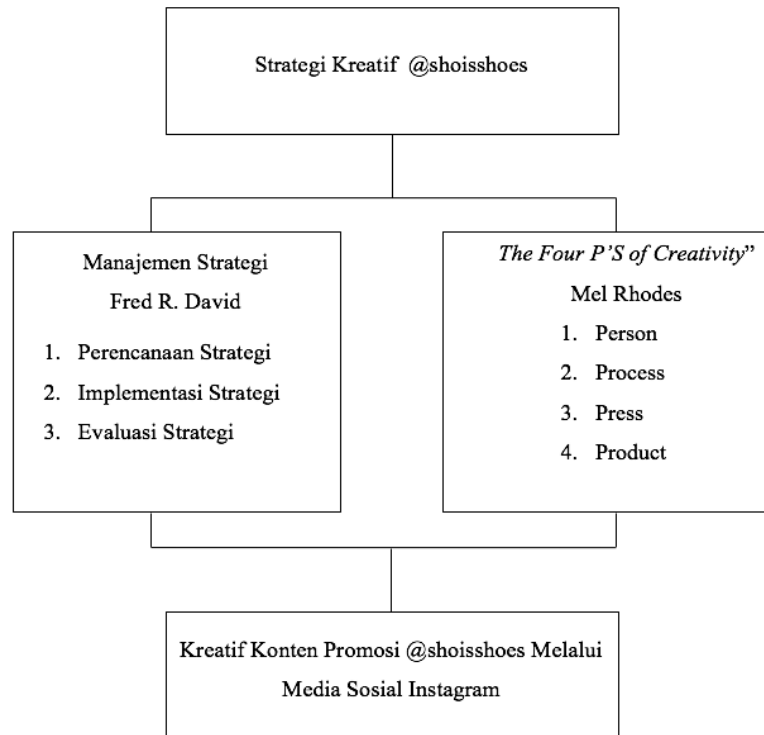 Strategi Kreatif @shoisshoes
Manajemen Strategi
Fred R. David
1. Perencanaan Strategi
2. Implementasi Strategi
3. Evaluasi Strategi
The Four P’S of Creativity”
Mel Rhodes
1. Person
2. Process
3. Press
4. Product
Kreatif Konten Promosi @shoisshoes Melalui
Media Sosial Instagram